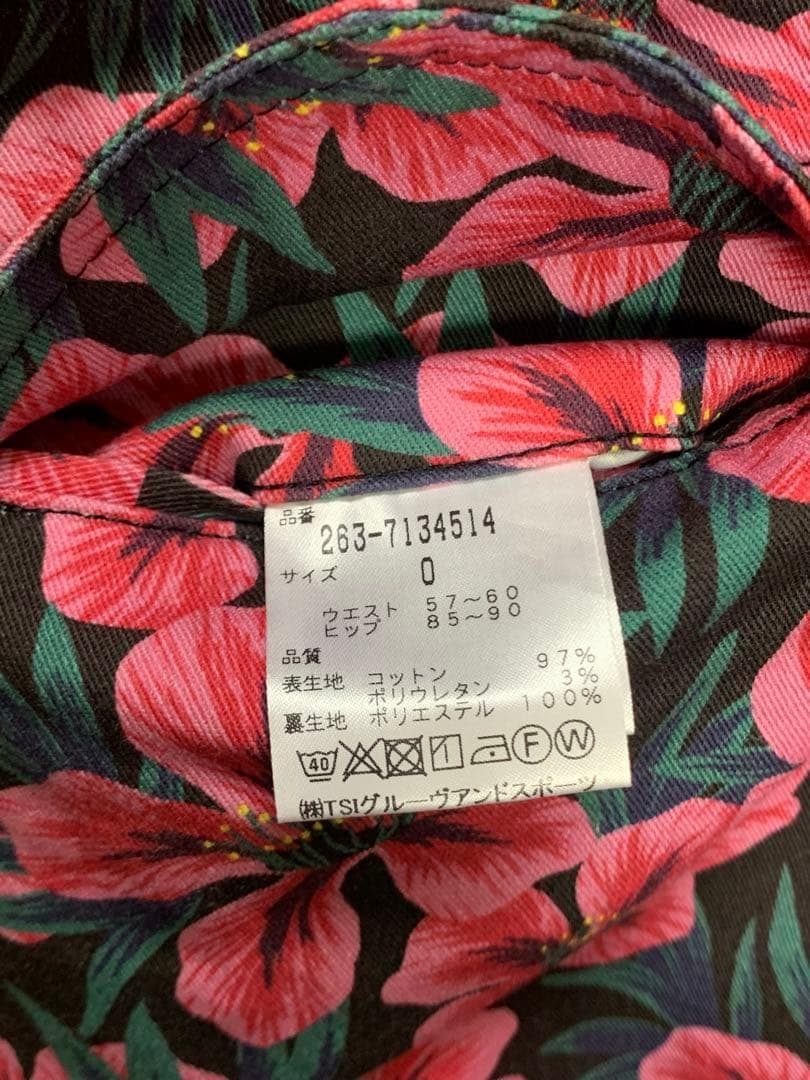 品番
263-7134514
サイズ 0
ウエスト 57～60
ヒップ 85～90
品質
表生地 コットン 97%
ポリウレタン 3%
裏生地 ポリエステル 100%
40 F W
㈱TSIグルーヴアンドスポーツ